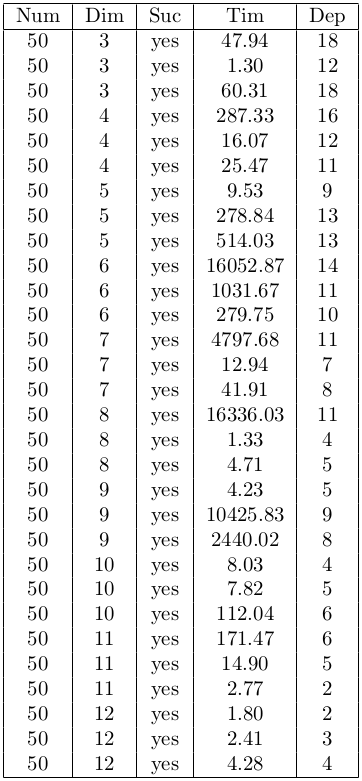 Num Dim Suc Tim Dep
50 3 yes 47.94 18
50 3 yes 1.30 12
50 3 yes 60.31 18
50 4 yes 287.33 16
50 4 yes 16.07 12
50 4 yes 25.47 11
50 5 yes 9.53 9
50 5 yes 278.84 13
50 5 yes 514.03 13
50 6 yes 16052.87 14
50 6 yes 1031.67 11
50 6 yes 279.75 10
50 7 yes 4797.68 11
50 7 yes 12.94 7
50 7 yes 41.91 8
50 8 yes 16336.03 11
50 8 yes 1.33 4
50 8 yes 4.71 5
50 9 yes 4.23 5
50 9 yes 10425.83 9
50 9 yes 2440.02 8
50 10 yes 8.03 4
50 10 yes 7.82 5
50 10 yes 112.04 6
50 11 yes 171.47 6
50 11 yes 14.90 5
50 11 yes 2.77 2
50 12 yes 1.80 2
50 12 yes 2.41 3
50 12 yes 4.28 4